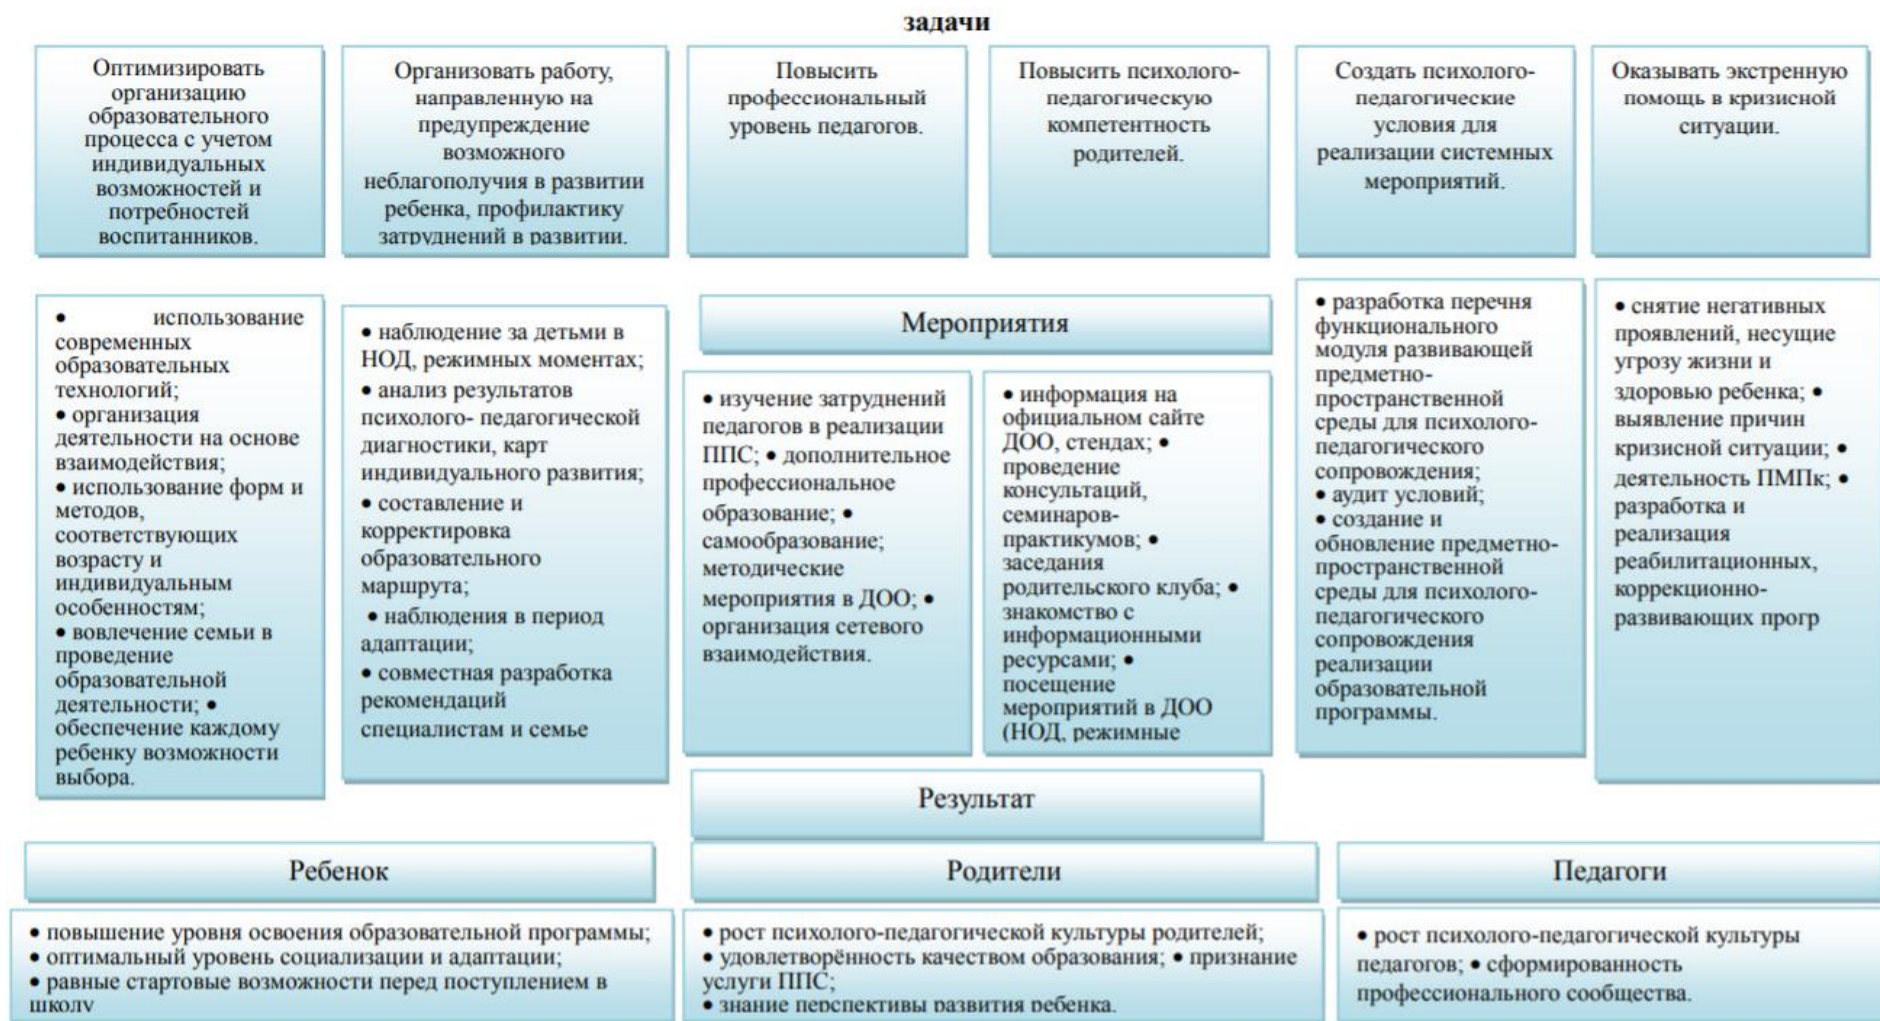 задачи
Оптимизировать
организацию
образовательного
процесса с учетом
индивидуальных
возможностей и
потребностей
воспитанников.
Организовать работу,
направленную на
предупреждение
возможного
неблагополучия в развитии
ребенка, профилактику
затруднений в развитии.
Повысить
профессиональный
уровень педагогов.
Повысить психолого-
педагогическую
компетентность
родителей.
Создать психолого-
педагогические
условия для
реализации системных
мероприятий.
Оказывать экстренную
помощь в кризисной
ситуации.
• использование
современных
образовательных
технологий;
• организация
деятельности на основе
взаимодействия;
• использование форм и
методов,
соответствующих
возрасту и
индивидуальным
особенностям;
• вовлечение семьи в
проведение
образовательной
деятельности; •
обеспечение каждому
ребенку возможности
выбора.
• наблюдение за детьми в
НОД, режимных моментах;
• анализ результатов
психолого- педагогической
диагностики, карт
индивидуального развития;
• составление и
корректировка
образовательного
маршрута;
• наблюдения в период
адаптации;
• совместная разработка
рекомендаций
специалистам и семье
Мероприятия
• изучение затруднений
педагогов в реализации
ППС; • дополнительное
профессиональное
образование; •
самообразование;
методические
мероприятия в ДОО; •
организация сетевого
взаимодействия.
• информация на
официальном сайте
ДОО, стендах; •
проведение
консультаций,
семинаров-
практикумов; •
заседания
родительского клуба; •
знакомство с
информационными
ресурсами; •
посещение
мероприятий в ДОО
(НОД, режимные
• разработка перечня
функционального
модуля развивающей
предметно-
пространственной
среды для психолого-
педагогического
сопровождения;
• аудит условий;
• создание и
обновление предметно-
пространственной
среды для психолого-
педагогического
сопровождения
реализации
образовательной
программы.
• снятие негативных
проявлений, несущие
угрозу жизни и
здоровью ребенка; •
выявление причин
кризисной ситуации; •
деятельность ПМПк; •
разработка и
реализация
реабилитационных,
коррекционно-
развивающих прогр
Результат
Ребенок
• повышение уровня освоения образовательной программы;
• оптимальный уровень социализации и адаптации;
• равные стартовые возможности перед поступлением в
школу
Родители
• рост психолого-педагогической культуры родителей;
• удовлетворённость качеством образования; • признание
услуги ППС;
• знание перспективы развития ребенка.
Педагоги
• рост психолого-педагогической культуры
педагогов; • сформированность
профессионального сообщества.